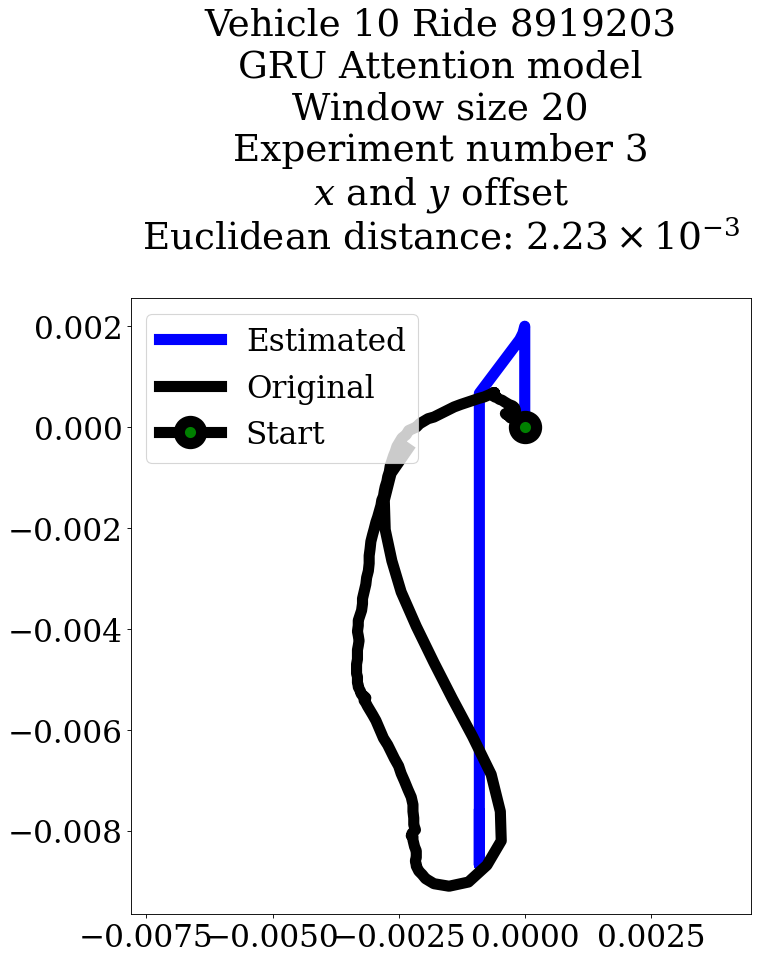 Vehicle 10 Ride 8919203
GRU Attention model
Window size 20
Experiment number 3
x and y offset
Euclidean distance: 2.23 × 10⁻³
Estimated
Original
Start
0.002
0.000
−0.002
−0.004
−0.006
−0.008
−0.0075 −0.0050 −0.0025 0.0000 0.0025